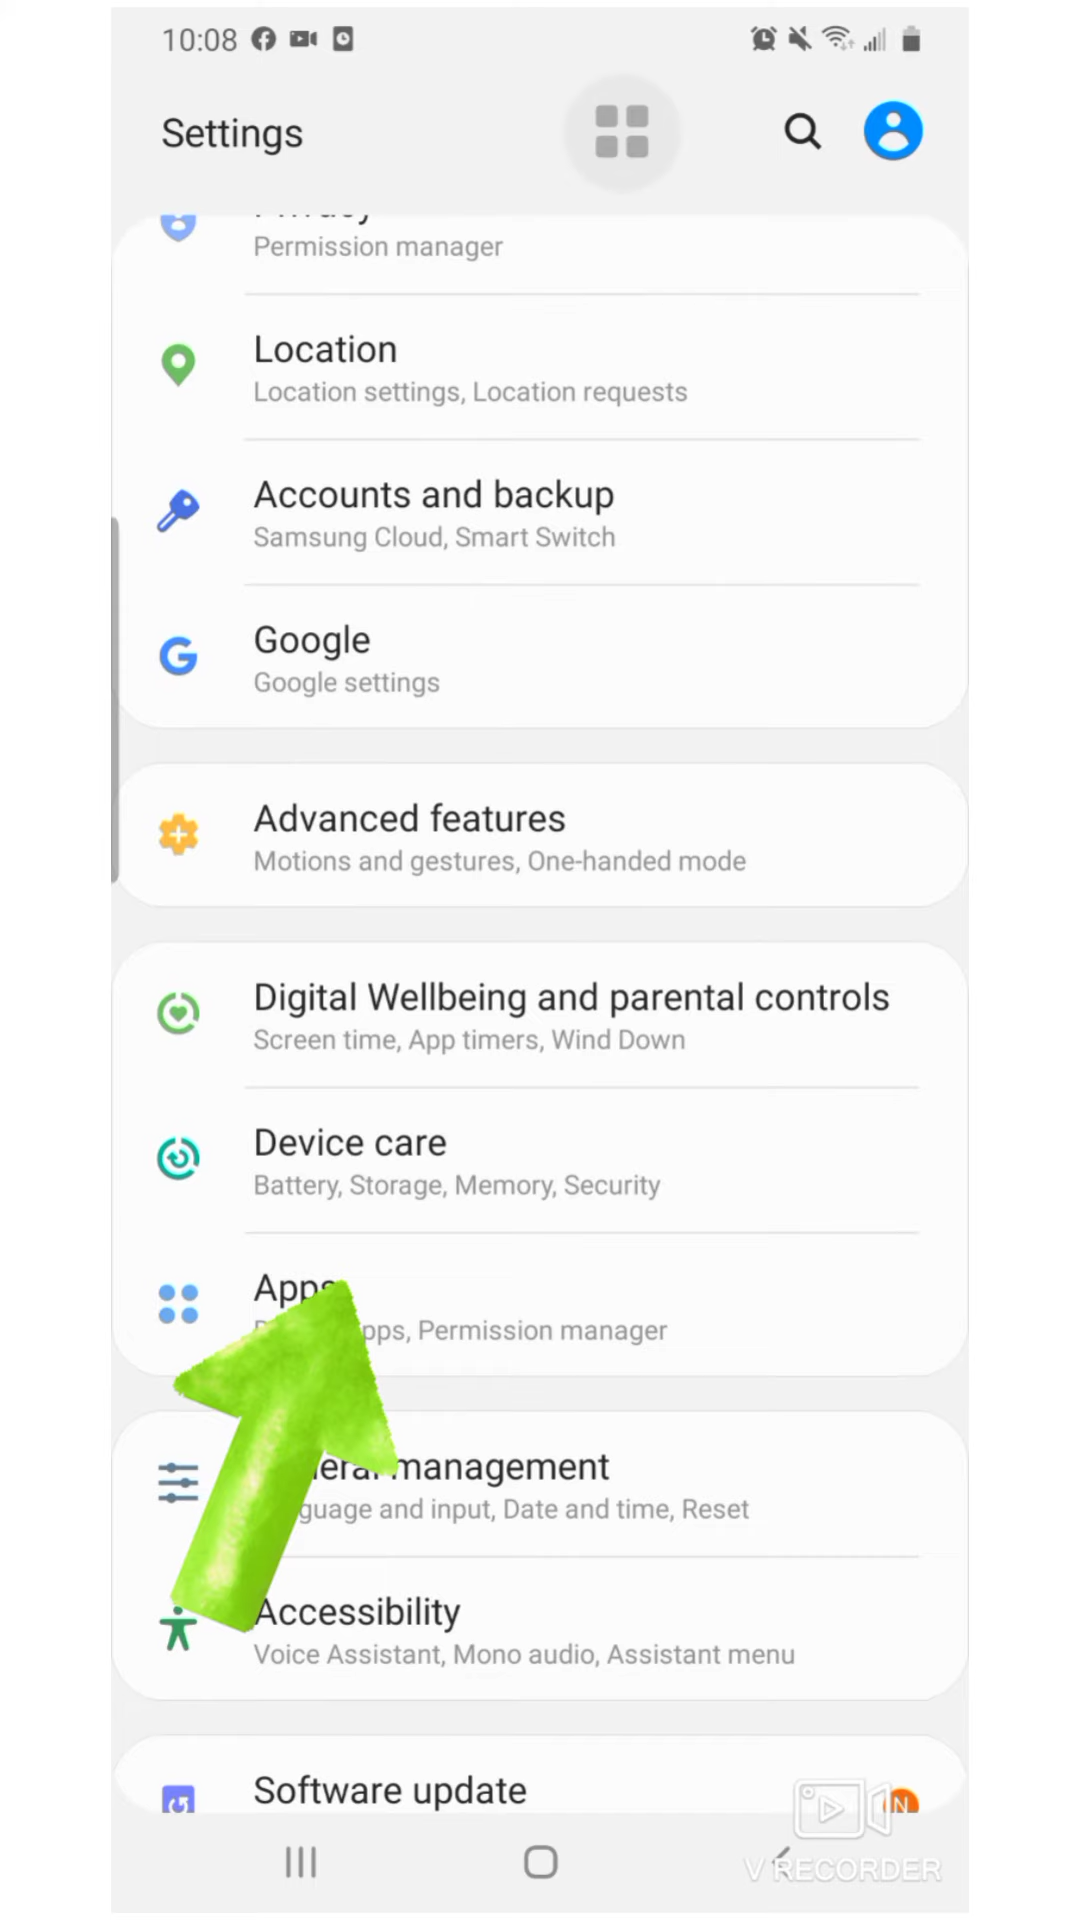 10:08
Settings
Permission manager
Location
Location settings, Location requests
Accounts and backup
Samsung Cloud, Smart Switch
Google
Google settings
Advanced features
Motions and gestures, One-handed mode
Digital Wellbeing and parental controls
Screen time, App timers, Wind Down
Device care
Battery, Storage, Memory, Security
Apps
Permission manager
management
and input, Date and time, Reset
Accessibility
Voice Assistant, Mono audio, Assistant menu
Software update
N
V RECORDER